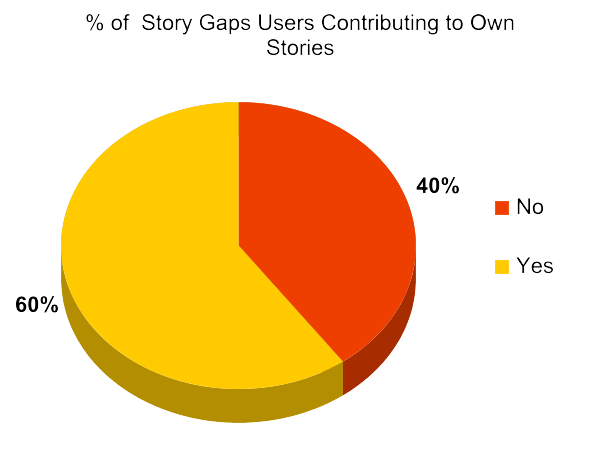 % of  Story Gaps Users Contributing to Own
Stories
40%
No
Yes
60%